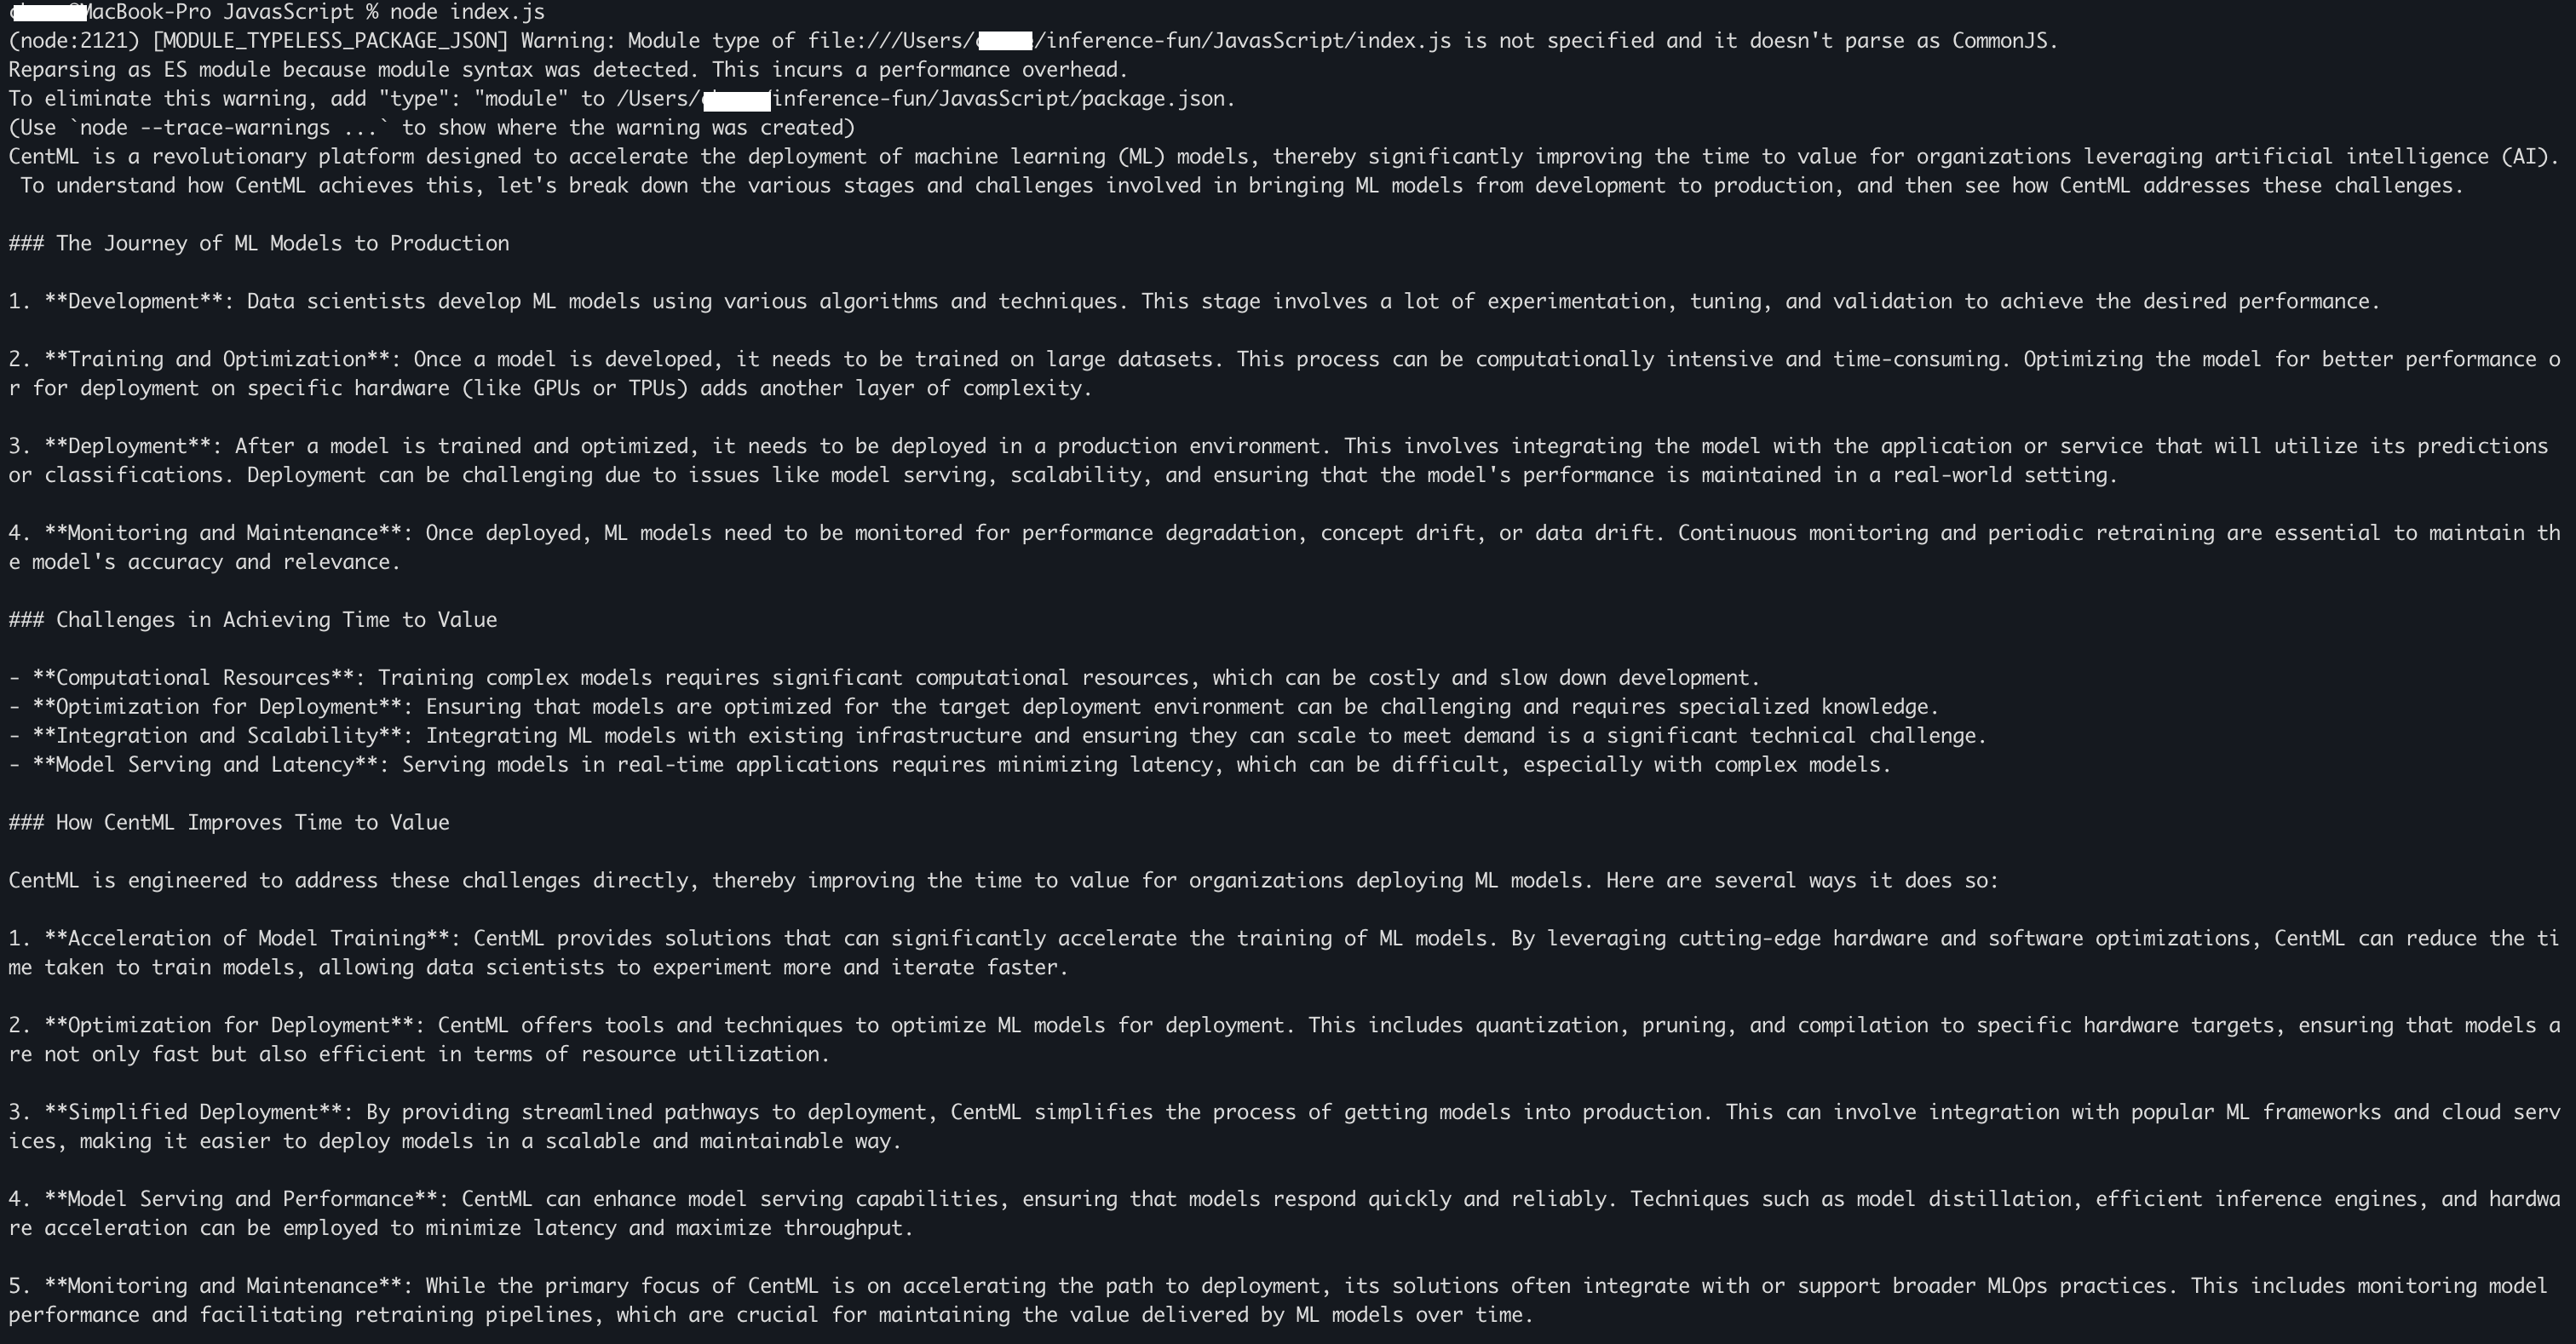 @MacBook-Pro JavasScript % node index.js
(node:2121) [MODULE_TYPELESS_PACKAGE_JSON] Warning: Module type of file:///Users/ /inference-fun/JavasScript/index.js is not specified and it doesn't parse as CommonJS.
Reparsing as ES module because module syntax was detected. This incurs a performance overhead.
To eliminate this warning, add "type": "module" to /Users/ /inference-fun/JavasScript/package.json.
(Use `node --trace-warnings ...` to show where the warning was created)
CentML is a revolutionary platform designed to accelerate the deployment of machine learning (ML) models, thereby significantly improving the time to value for organizations leveraging artificial intelligence (AI).
 To understand how CentML achieves this, let's break down the various stages and challenges involved in bringing ML models from development to production, and then see how CentML addresses these challenges.
### The Journey of ML Models to Production
1. **Development**: Data scientists develop ML models using various algorithms and techniques. This stage involves a lot of experimentation, tuning, and validation to achieve the desired performance.
2. **Training and Optimization**: Once a model is developed, it needs to be trained on large datasets. This process can be computationally intensive and time-consuming. Optimizing the model for better performance o
r for deployment on specific hardware (like GPUs or TPUs) adds another layer of complexity.
3. **Deployment**: After a model is trained and optimized, it needs to be deployed in a production environment. This involves integrating the model with the application or service that will utilize its predictions
or classifications. Deployment can be challenging due to issues like model serving, scalability, and ensuring that the model's performance is maintained in a real-world setting.
4. **Monitoring and Maintenance**: Once deployed, ML models need to be monitored for performance degradation, concept drift, or data drift. Continuous monitoring and periodic retraining are essential to maintain th
e model's accuracy and relevance.
### Challenges in Achieving Time to Value
- **Computational Resources**: Training complex models requires significant computational resources, which can be costly and slow down development.
- **Optimization for Deployment**: Ensuring that models are optimized for the target deployment environment can be challenging and requires specialized knowledge.
- **Integration and Scalability**: Integrating ML models with existing infrastructure and ensuring they can scale to meet demand is a significant technical challenge.
- **Model Serving and Latency**: Serving models in real-time applications requires minimizing latency, which can be difficult, especially with complex models.
### How CentML Improves Time to Value
CentML is engineered to address these challenges directly, thereby improving the time to value for organizations deploying ML models. Here are several ways it does so:
1. **Acceleration of Model Training**: CentML provides solutions that can significantly accelerate the training of ML models. By leveraging cutting-edge hardware and software optimizations, CentML can reduce the ti
me taken to train models, allowing data scientists to experiment more and iterate faster.
2. **Optimization for Deployment**: CentML offers tools and techniques to optimize ML models for deployment. This includes quantization, pruning, and compilation to specific hardware targets, ensuring that models a
re not only fast but also efficient in terms of resource utilization.
3. **Simplified Deployment**: By providing streamlined pathways to deployment, CentML simplifies the process of getting models into production. This can involve integration with popular ML frameworks and cloud serv
ices, making it easier to deploy models in a scalable and maintainable way.
4. **Model Serving and Performance**: CentML can enhance model serving capabilities, ensuring that models respond quickly and reliably. Techniques such as model distillation, efficient inference engines, and hardwa
re acceleration can be employed to minimize latency and maximize throughput.
5. **Monitoring and Maintenance**: While the primary focus of CentML is on accelerating the path to deployment, its solutions often integrate with or support broader MLOps practices. This includes monitoring model
performance and facilitating retraining pipelines, which are crucial for maintaining the value delivered by ML models over time.